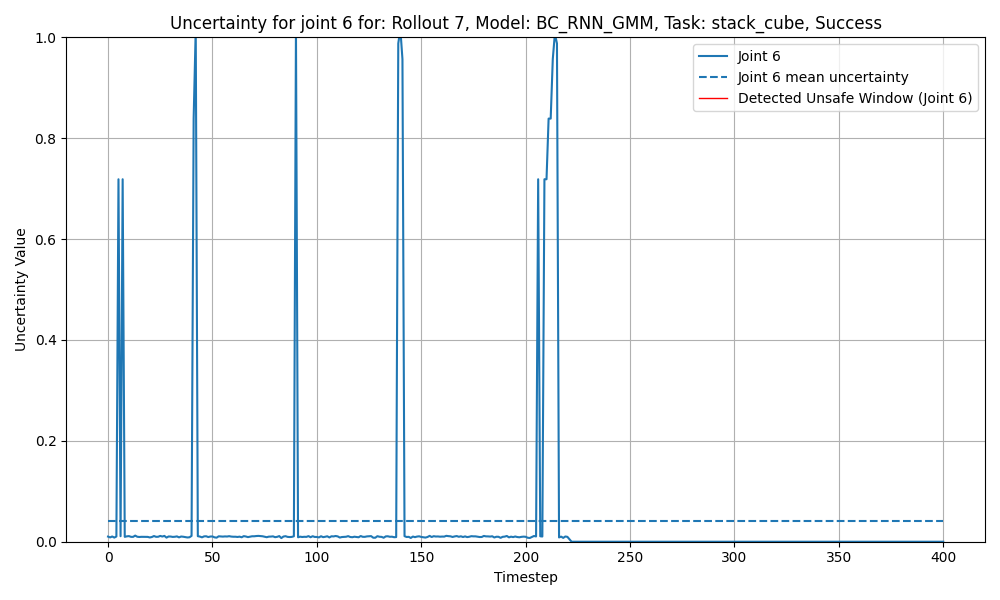 Uncertainty for joint 6 for: Rollout 7, Model: BC_RNN_GMM, Task: stack_cube, Success
Joint 6
Joint 6 mean uncertainty
Detected Unsafe Window (Joint 6)
Uncertainty Value
1.0
0.8
0.6
0.4
0.2
0.0
0 50 100 150 200 250 300 350 400
Timestep